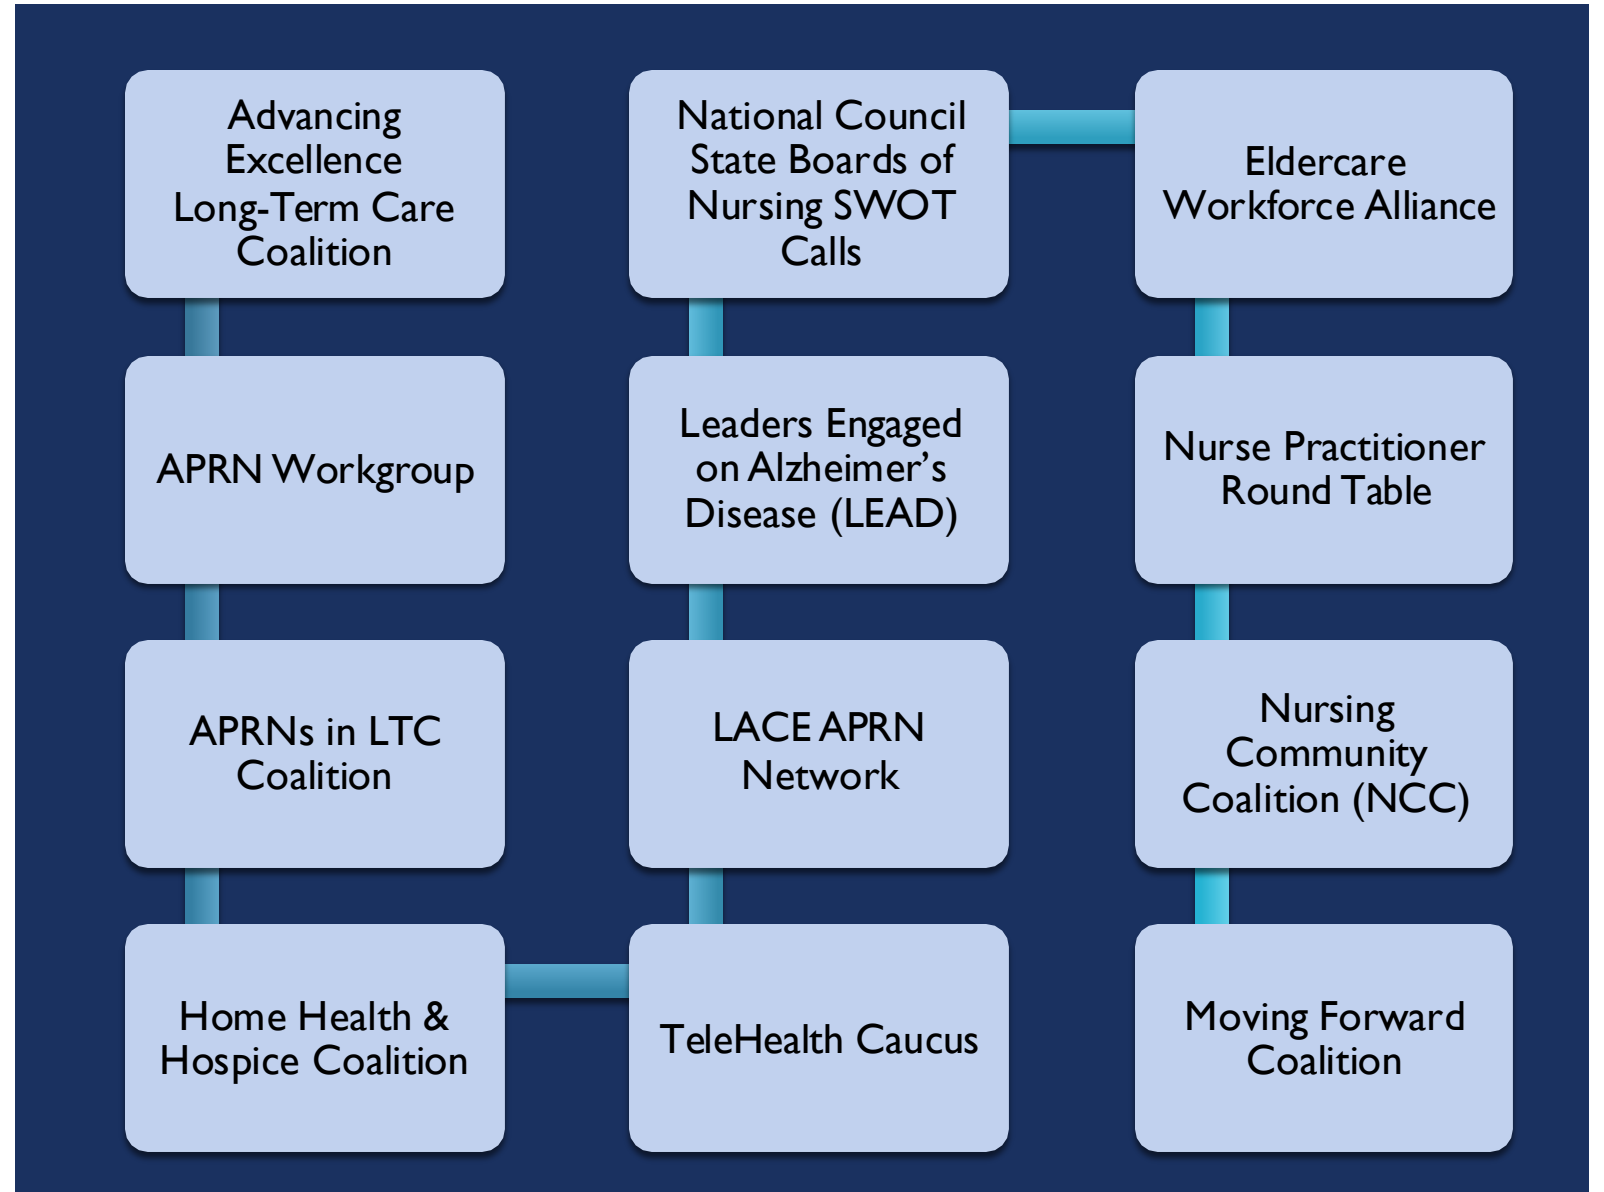 Advancing
Excellence
Long-Term Care
Coalition
APRN Workgroup
APRNs in LTC
Coalition
Home Health &
Hospice Coalition
TeleHealth Caucus
LACE APRN
Network
Leaders Engaged
on Alzheimer’s
Disease (LEAD)
National Council
State Boards of
Nursing SWOT
Calls
Eldercare
Workforce Alliance
Nurse Practitioner
Round Table
Nursing
Community
Coalition (NCC)
Moving Forward
Coalition